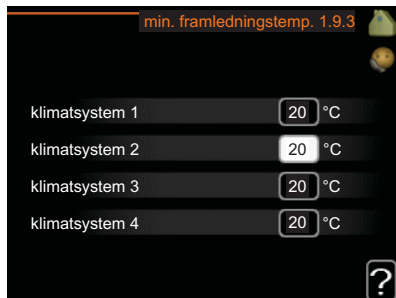 min. framledningstemp. 1.9.3
klimatsystem 1 20 °C
klimatsystem 2 20 °C
klimatsystem 3 20 °C
klimatsystem 4 20 °C
?